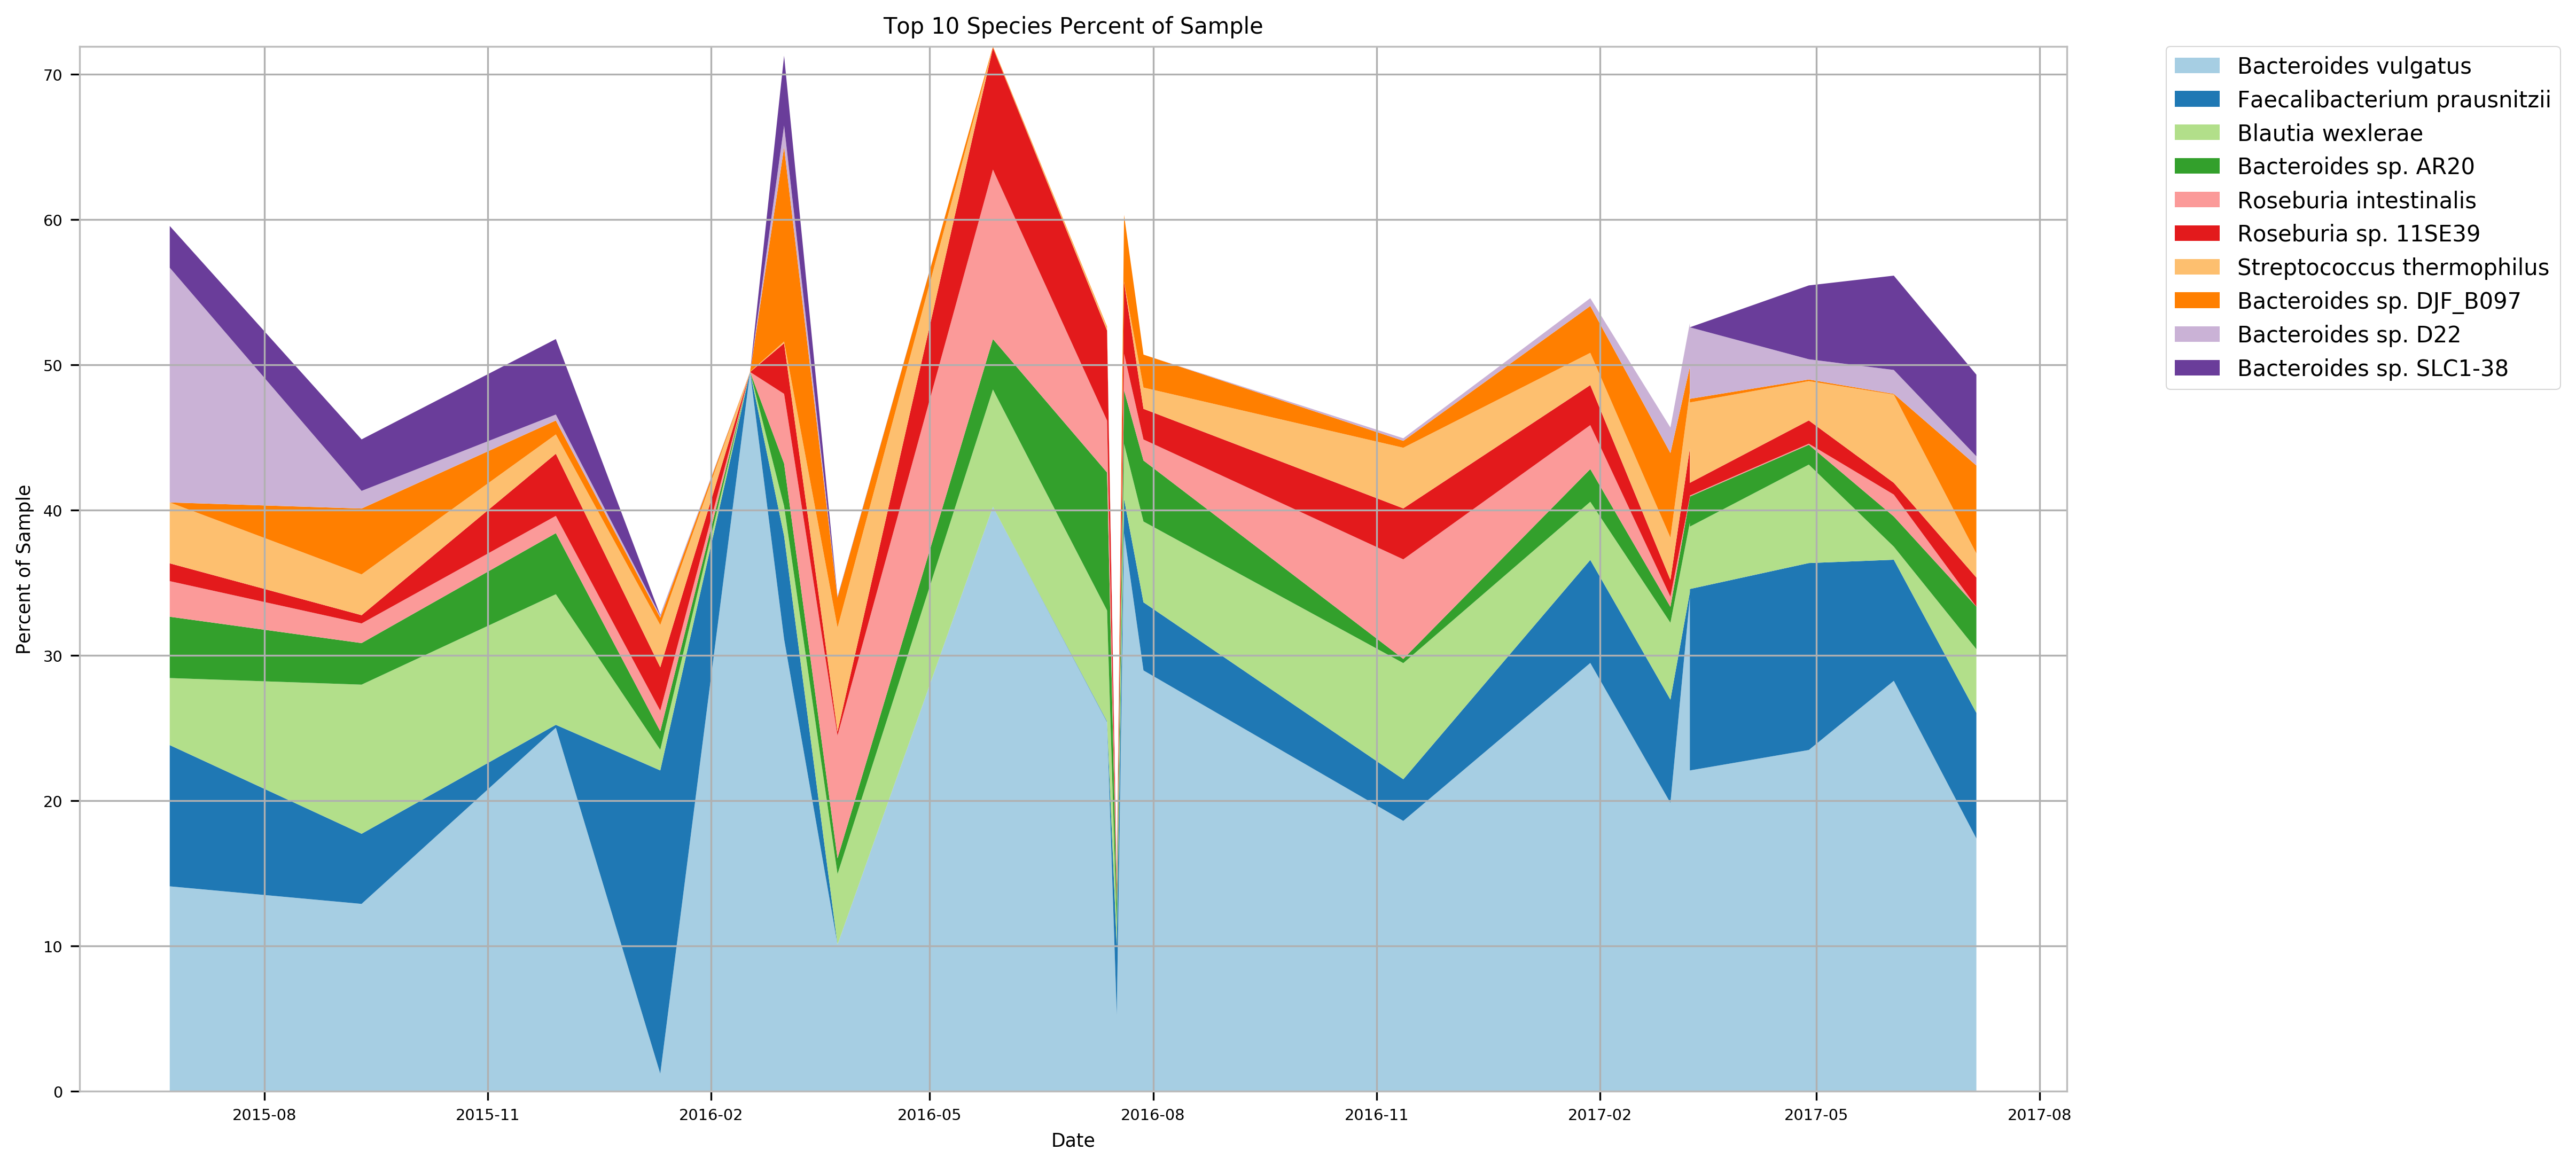 Top 10 Species Percent of Sample
Percent of Sample
70
60
50
40
30
20
10
0
2015-08
2015-11
2016-02
2016-05
2016-08
2016-11
2017-02
2017-05
2017-08
Date
Bacteroides vulgatus
Faecalibacterium prausnitzii
Blautia wexlerae
Bacteroides sp. AR20
Roseburia intestinalis
Roseburia sp. 11SE39
Streptococcus thermophilus
Bacteroides sp. DJF_B097
Bacteroides sp. D22
Bacteroides sp. SLC1-38